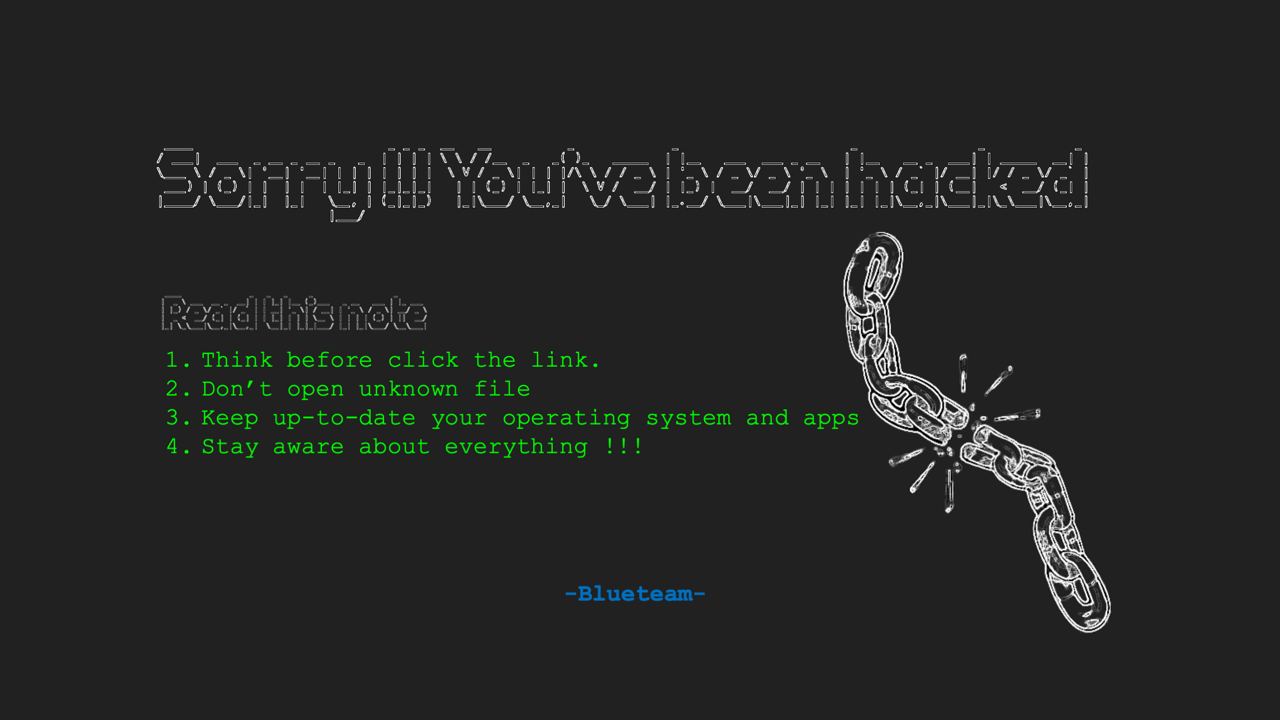 Sorry !!! You've been hacked
Read this note
1. Think before click the link.
2. Don’t open unknown file
3. Keep up-to-date your operating system and apps
4. Stay aware about everything !!!
-Blueteam-